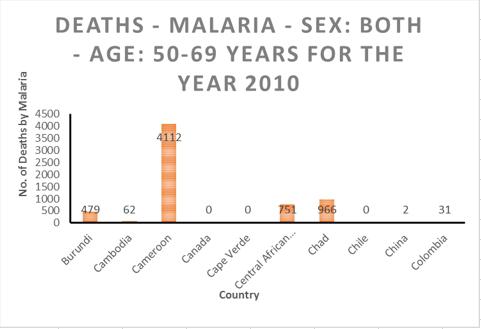 DEATHS - MALARIA - SEX: BOTH
- AGE: 50-69 YEARS FOR THE
YEAR 2010
No. of Deaths by Malaria
4500
4000
3500
3000
2500
2000
1500
1000
500
0
479
62
4112
0
0
751
966
0
2
31
Burundi
Cambodia
Cameroon
Canada
Cape Verde
Central African...
Chad
Chile
China
Colombia
Country